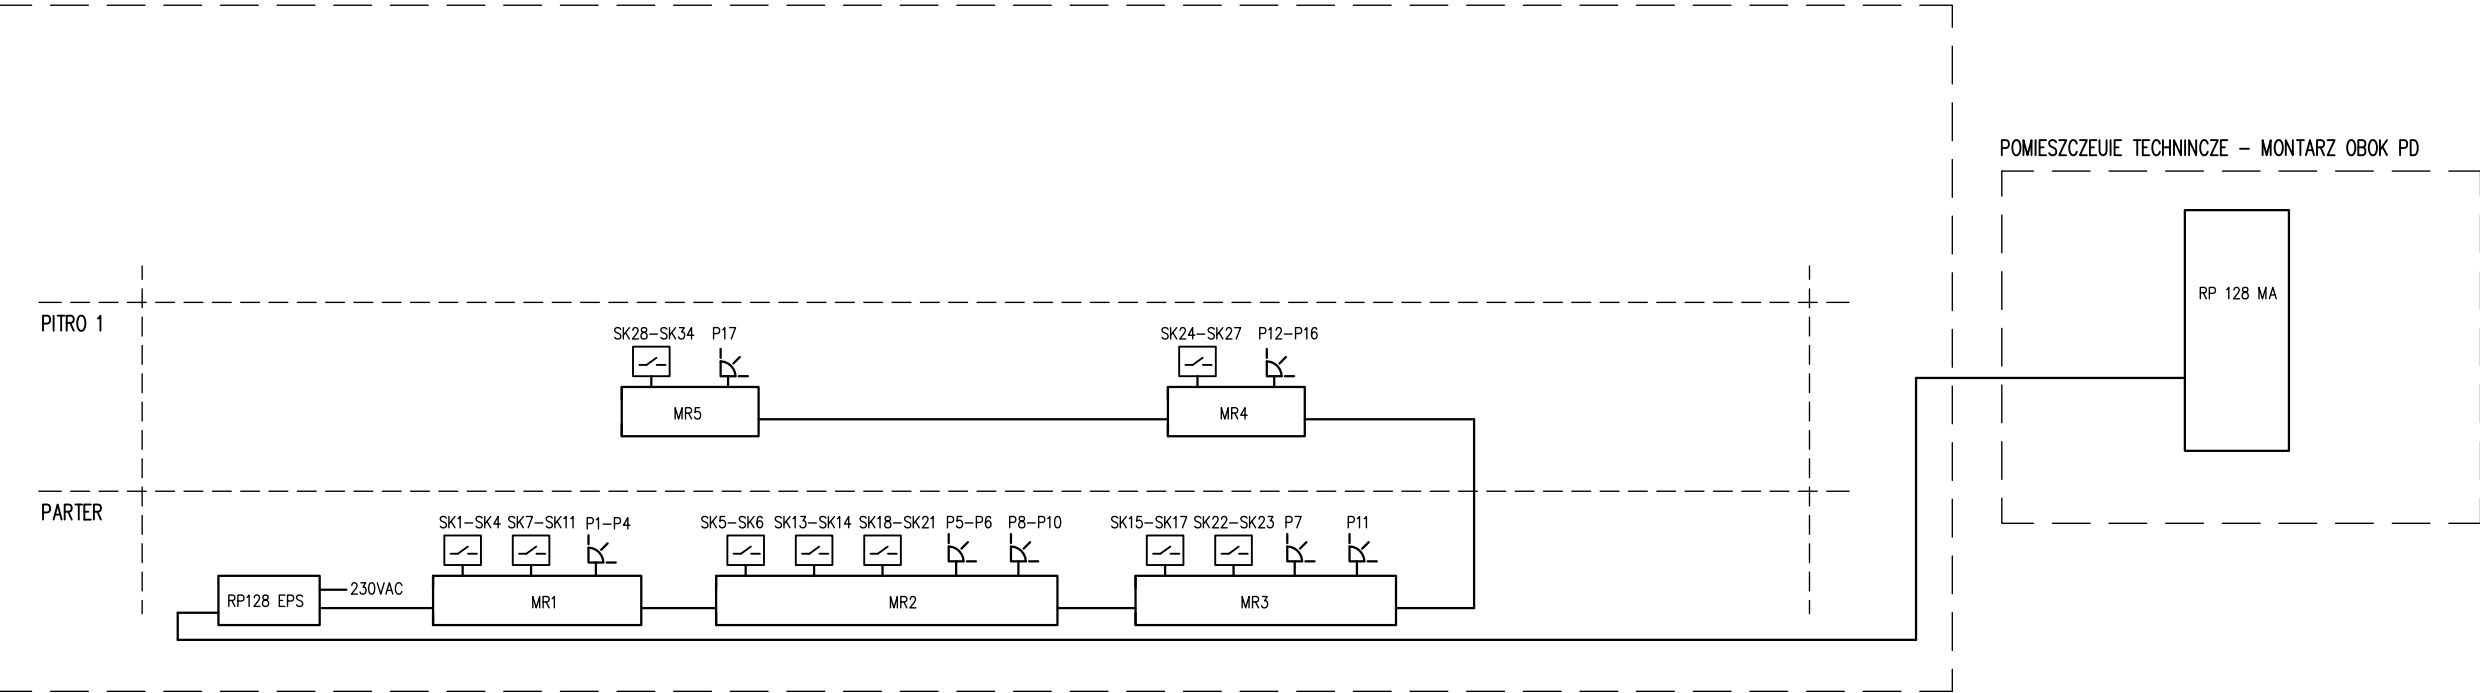 POMIESZCZEUIE TECHNINCZE – MONTARZ OBOK PD
RP 128 MA
PITRO 1
SK28–SK34 P17
SK24–SK27 P12–P16
MR5
MR4
PARTER
SK1–SK4 SK7–SK11 P1–P4
SK5–SK6 SK13–SK14 SK18–SK21 P5–P6 P8–P10
SK15–SK17 SK22–SK23 P7 P11
230VAC
RP128 EPS
MR1
MR2
MR3